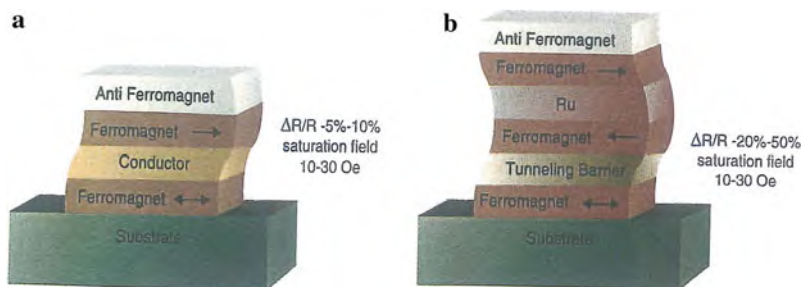 a
Anti Ferromagnet
Ferromagnet
Conductor
Ferromagnet
Substrate
ΔR/R -5%-10%
saturation field
10-30 Oe
b
Anti Ferromagnet
Ferromagnet
Ru
Ferromagnet
Tunneling Barrier
Ferromagnet
Substrate
ΔR/R -20%-50%
saturation field
10-30 Oe